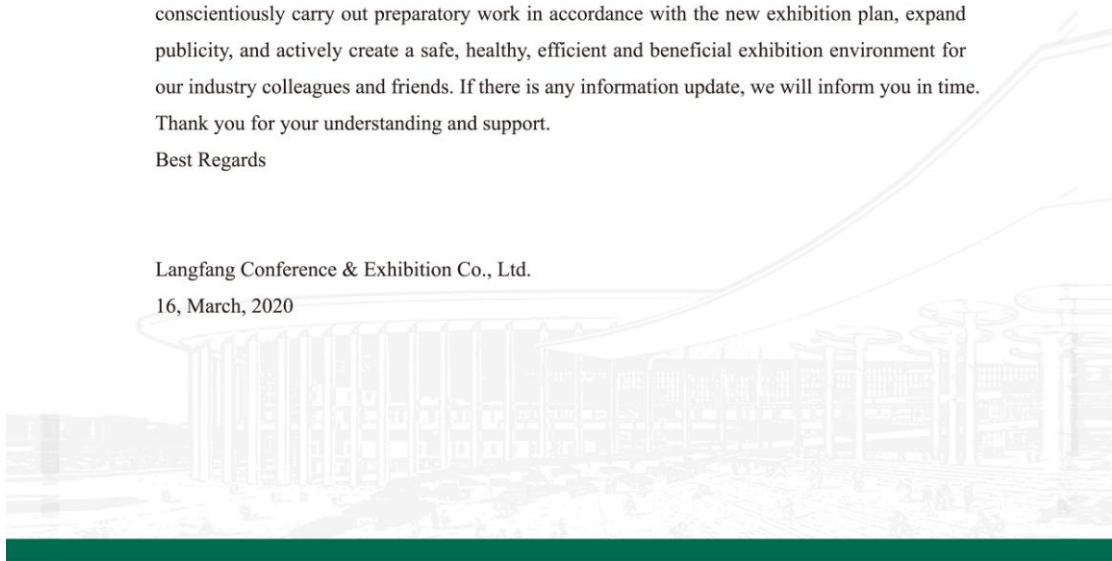 conscientiously carry out preparatory work in accordance with the new exhibition plan, expand
publicity, and actively create a safe, healthy, efficient and beneficial exhibition environment for
our industry colleagues and friends. If there is any information update, we will inform you in time.
Thank you for your understanding and support.
Best Regards
Langfang Conference & Exhibition Co., Ltd.
16, March, 2020